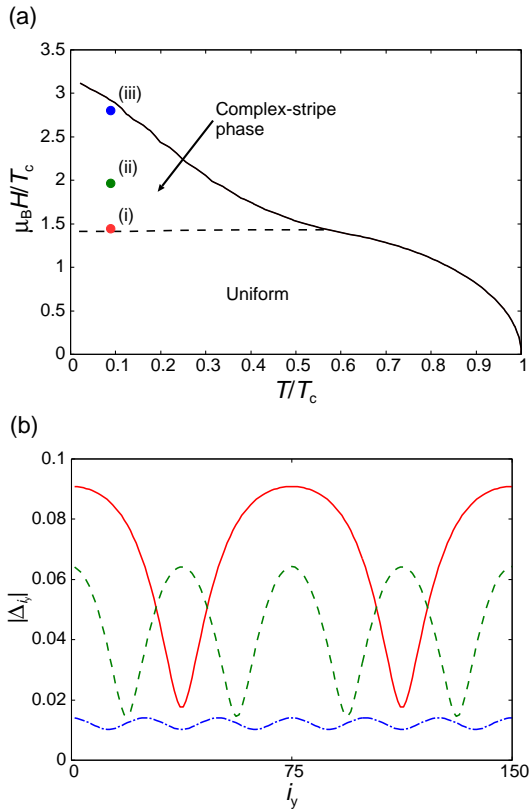 (a)
3.5
3
2.5
2
1.5
1
0.5
0
μBH/Tc
(iii)
(ii)
(i)
Complex-stripe
phase
Uniform
0 0.1 0.2 0.3 0.4 0.5 0.6 0.7 0.8 0.9 1
T/Tc
(b)
0.1
0.08
0.06
0.04
0.02
0
|Δiy|
0 75 150
iy